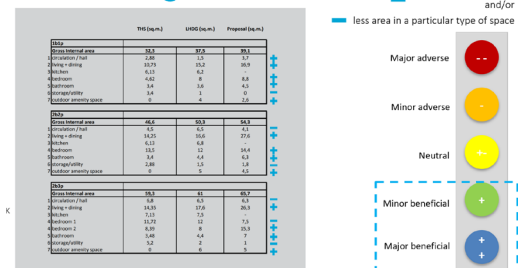 and/or
less area in a particular type of space
THS (sq.m.) LHDG (sq.m.) Proposal (sq.m.)
1b1p
Gross Internal area 32,3 37,5 39,1
1 circulation / hall 2,88 1,5 3,7
2 living + dining 10,73 15,2 16,9
3 kitchen 6,13 6,2 -
4 bedroom 4,62 8 8,8
5 bathroom 3,4 3,6 4,5
6 storage/utility 3,4 1 0
7 outdoor amenity space 0 4 2,6
2b2p
Gross Internal area 46,6 50,3 54,3
1 circulation / hall 4,5 6,5 4,1
2 living + dining 14,25 16,6 27,6
3 kitchen 6,13 6,8 -
4 bedroom 13,5 12 14,4
5 bathroom 3,4 4,4 6,3
6 storage/utility 2,88 1,5 1,8
7 outdoor amenity space 0 5 4,5
2b3p
Gross Internal area 59,3 61 65,7
1 circulation / hall 5,8 6,5 6,3
2 living + dining 14,35 17,6 26,3
3 kitchen 7,13 7,5 -
4 bedroom 1 11,72 12 7,5
5 bedroom 2 8,39 8 15,3
5 bathroom 3,48 4,4 7
6 storage/utility 5,2 2 1
7 outdoor amenity space 0 6 5
Major adverse --
Minor adverse -
Neutral +-
Minor beneficial +
Major beneficial + +